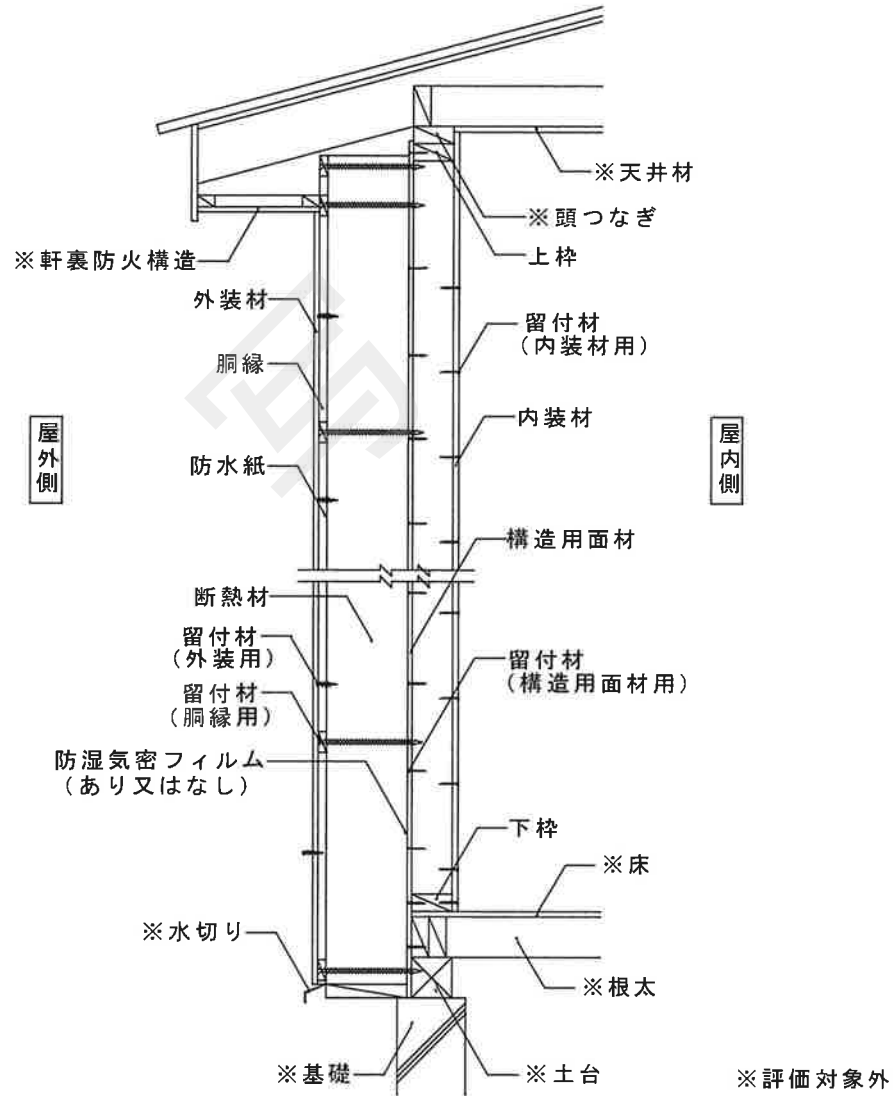 ※天井材
※頭つなぎ
上枠
※軒裏防火構造
外装材
留付材
(内装材用)
胴縁
内装材
屋外側
屋内側
防水紙
構造用面材
断熱材
留付材
(外装用)
留付材
(構造用面材用)
留付材
(胴縁用)
防湿気密フィルム
(あり又はなし)
下枠
※床
※水切り
※根太
※基礎
※土台
※評価対象外
写